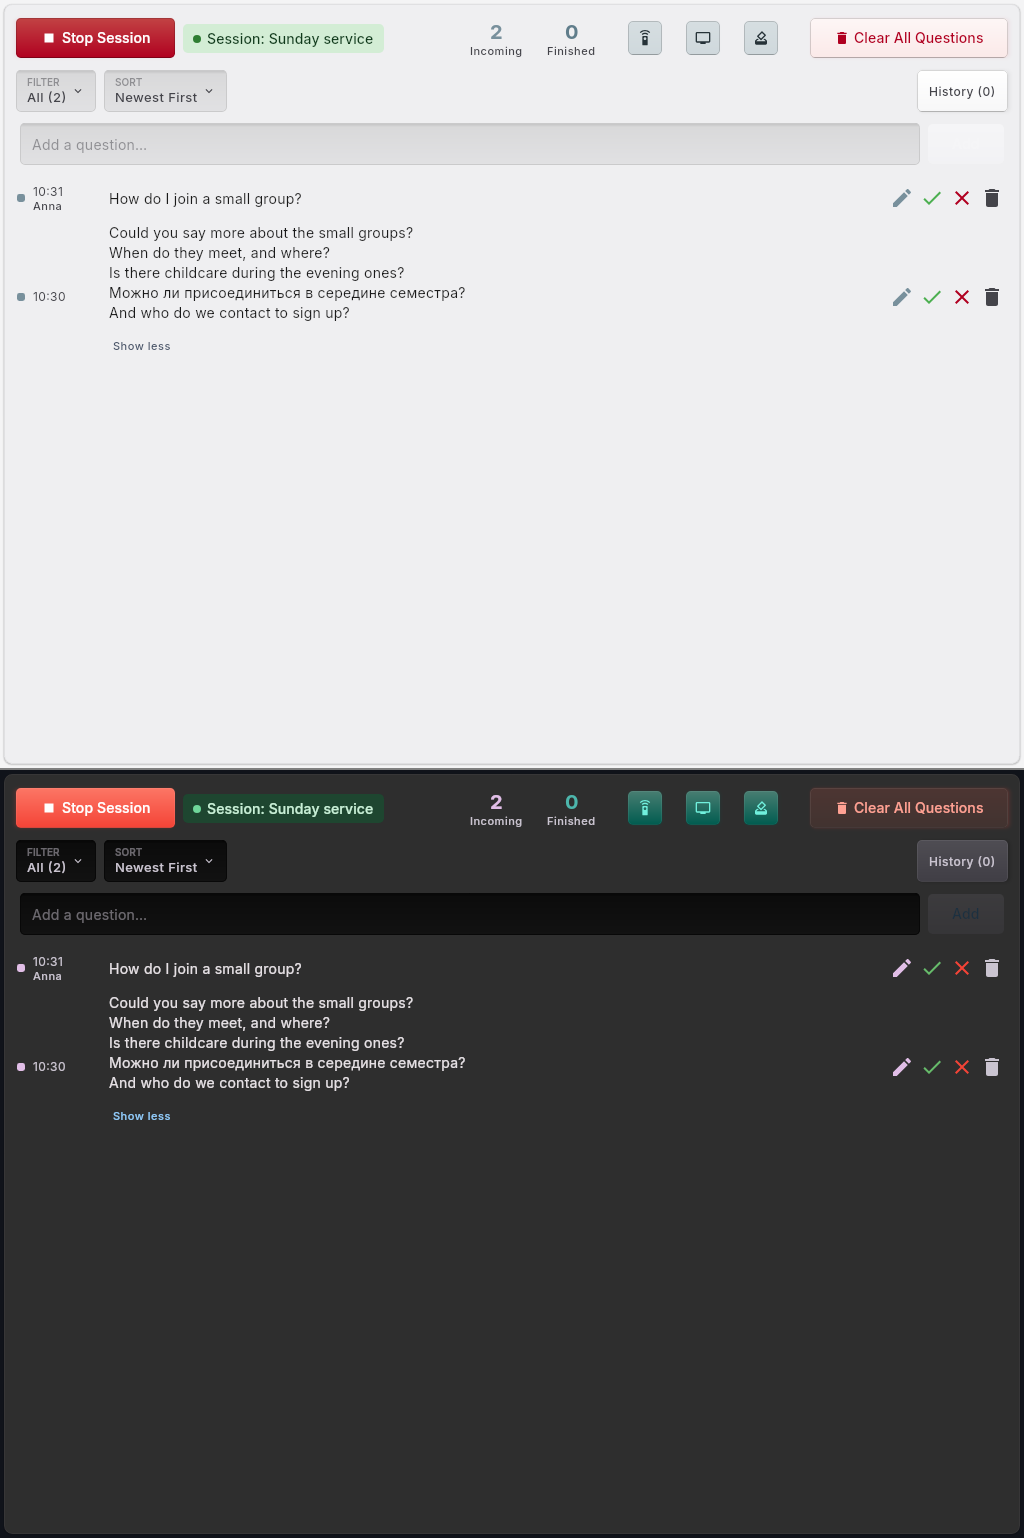 Stop Session
Session: Sunday service
2
Incoming
0
Finished
Clear All Questions
FILTER
All (2)
SORT
Newest First
History (0)
Add a question...
10:31
Anna
How do I join a small group?
10:30
Could you say more about the small groups?
When do they meet, and where?
Is there childcare during the evening ones?
Можно ли присоединиться в середине семестра?
And who do we contact to sign up?
Show less
Stop Session
Session: Sunday service
2
Incoming
0
Finished
Clear All Questions
FILTER
All (2)
SORT
Newest First
History (0)
Add a question...
Add
10:31
Anna
How do I join a small group?
10:30
Could you say more about the small groups?
When do they meet, and where?
Is there childcare during the evening ones?
Можно ли присоединиться в середине семестра?
And who do we contact to sign up?
Show less